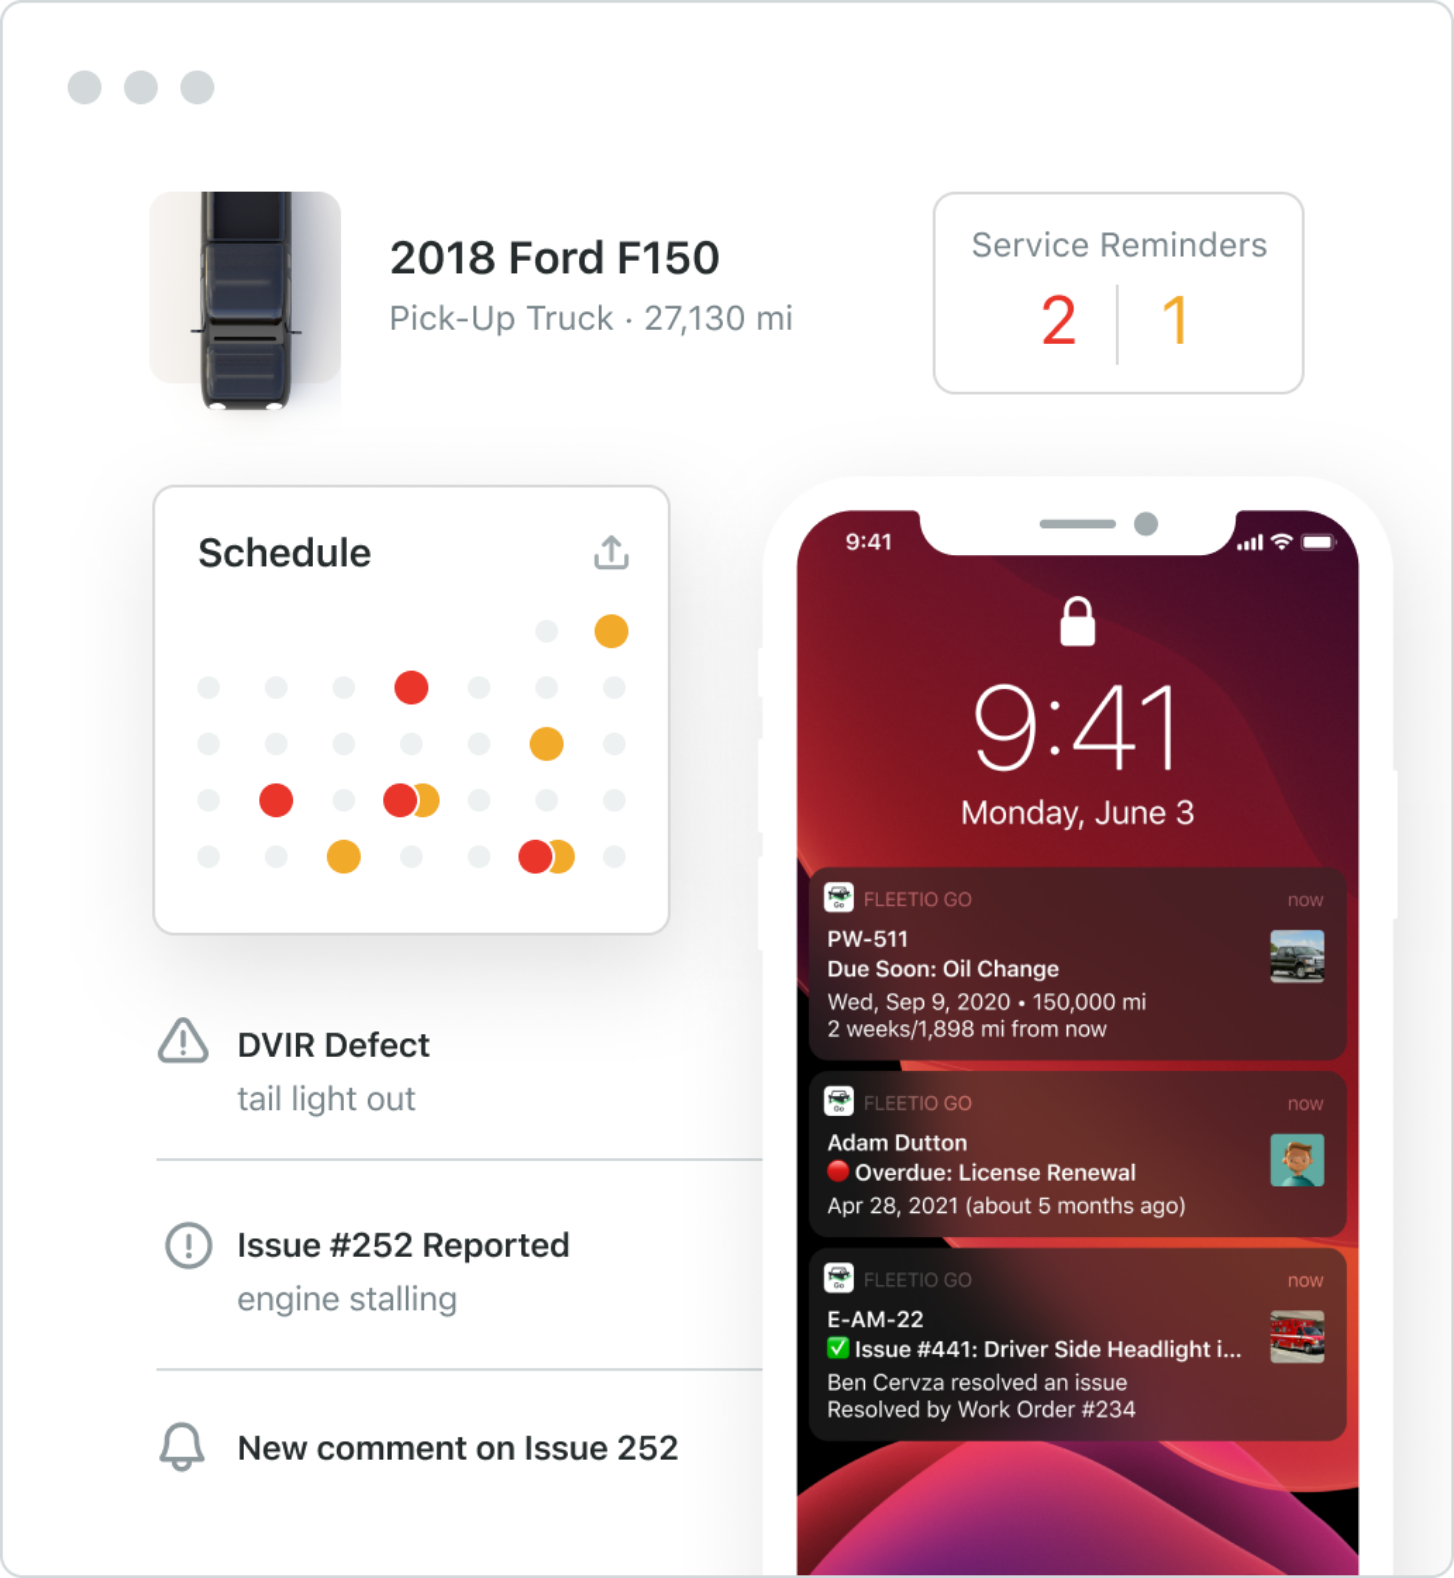 2018 Ford F150
Pick-Up Truck · 27,130 mi
Service Reminders
2 1
Schedule
DVIR Defect
tail light out
Issue #252 Reported
engine stalling
New comment on Issue 252
9:41
9:41
Monday, June 3
Go FLEETIO GO now
PW-511
Due Soon: Oil Change
Wed, Sep 9, 2020 • 150,000 mi
2 weeks/1,898 mi from now
Go FLEETIO GO now
Adam Dutton
Overdue: License Renewal
Apr 28, 2021 (about 5 months ago)
Go FLEETIO GO now
E-AM-22
Issue #441: Driver Side Headlight i...
Ben Cervza resolved an issue
Resolved by Work Order #234